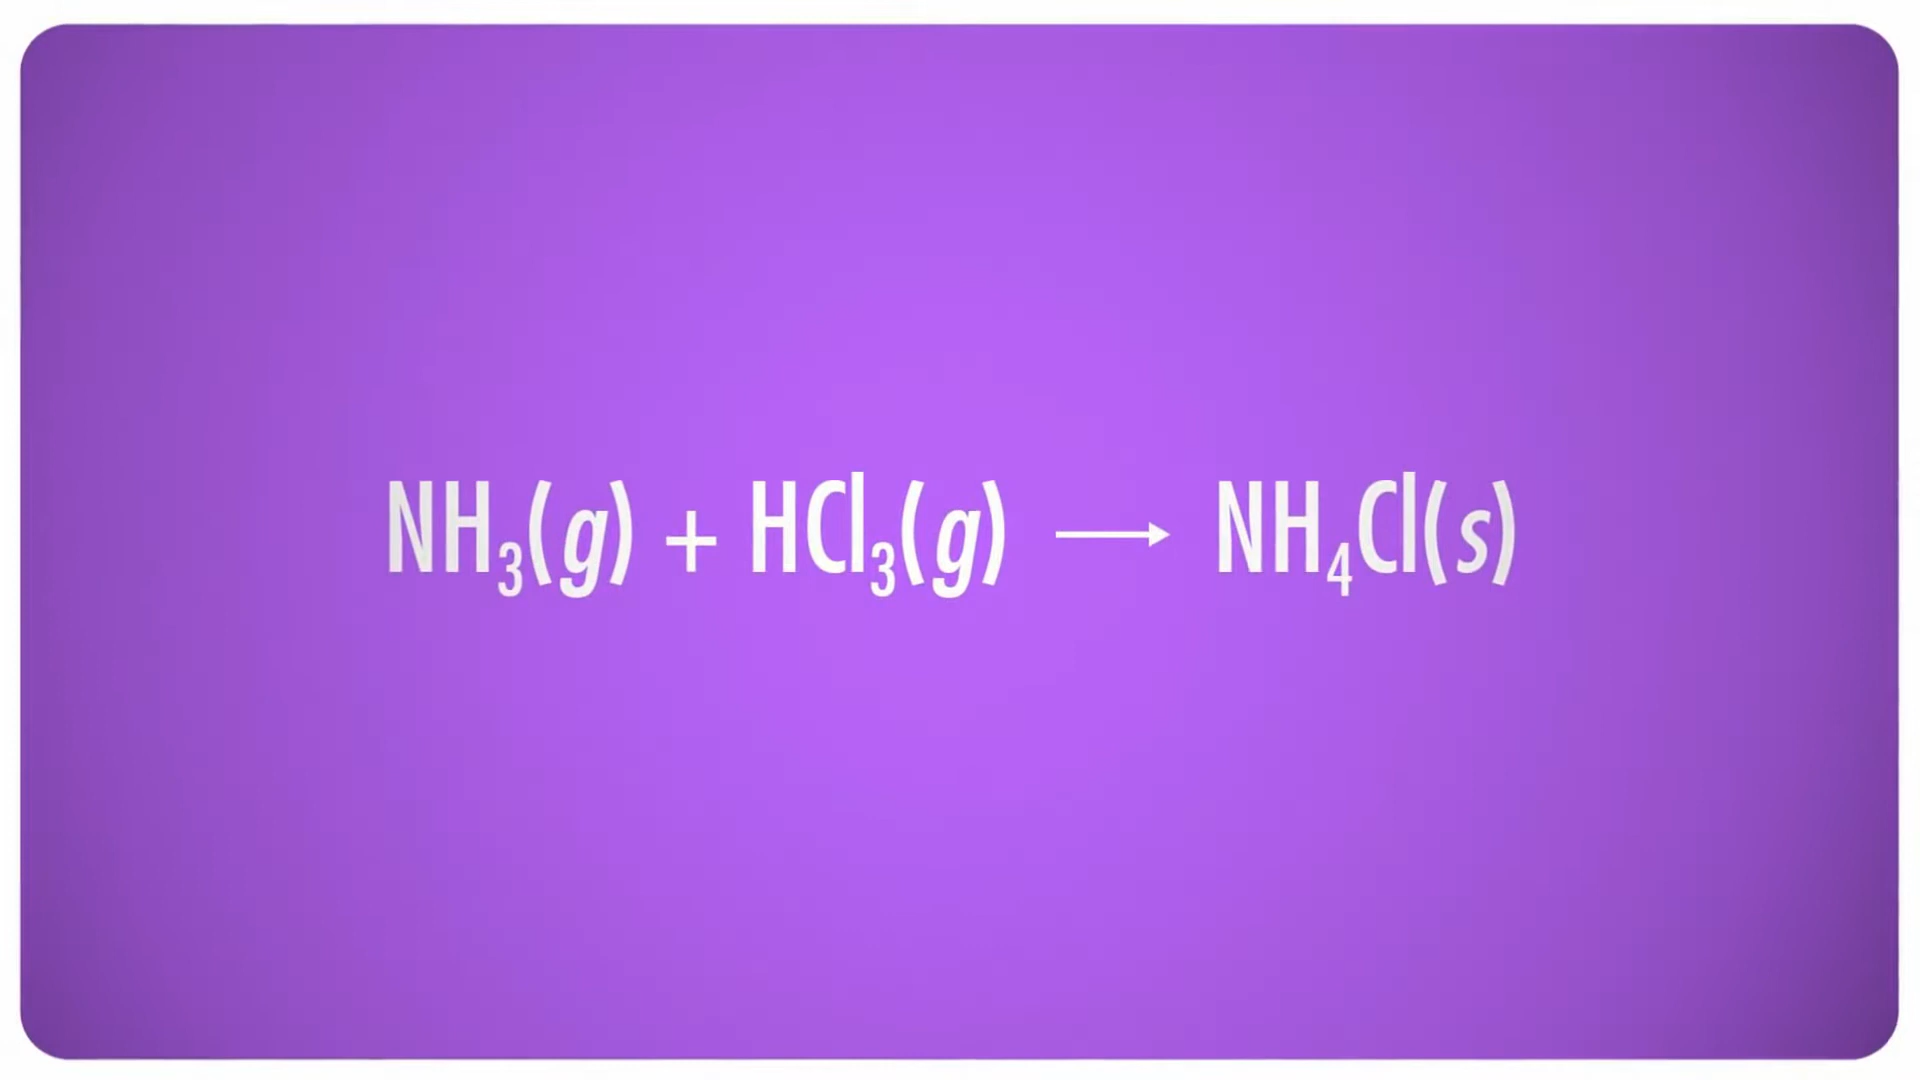 NH₃(g) + HCl₃(g) ⟶ NH₄Cl(s)